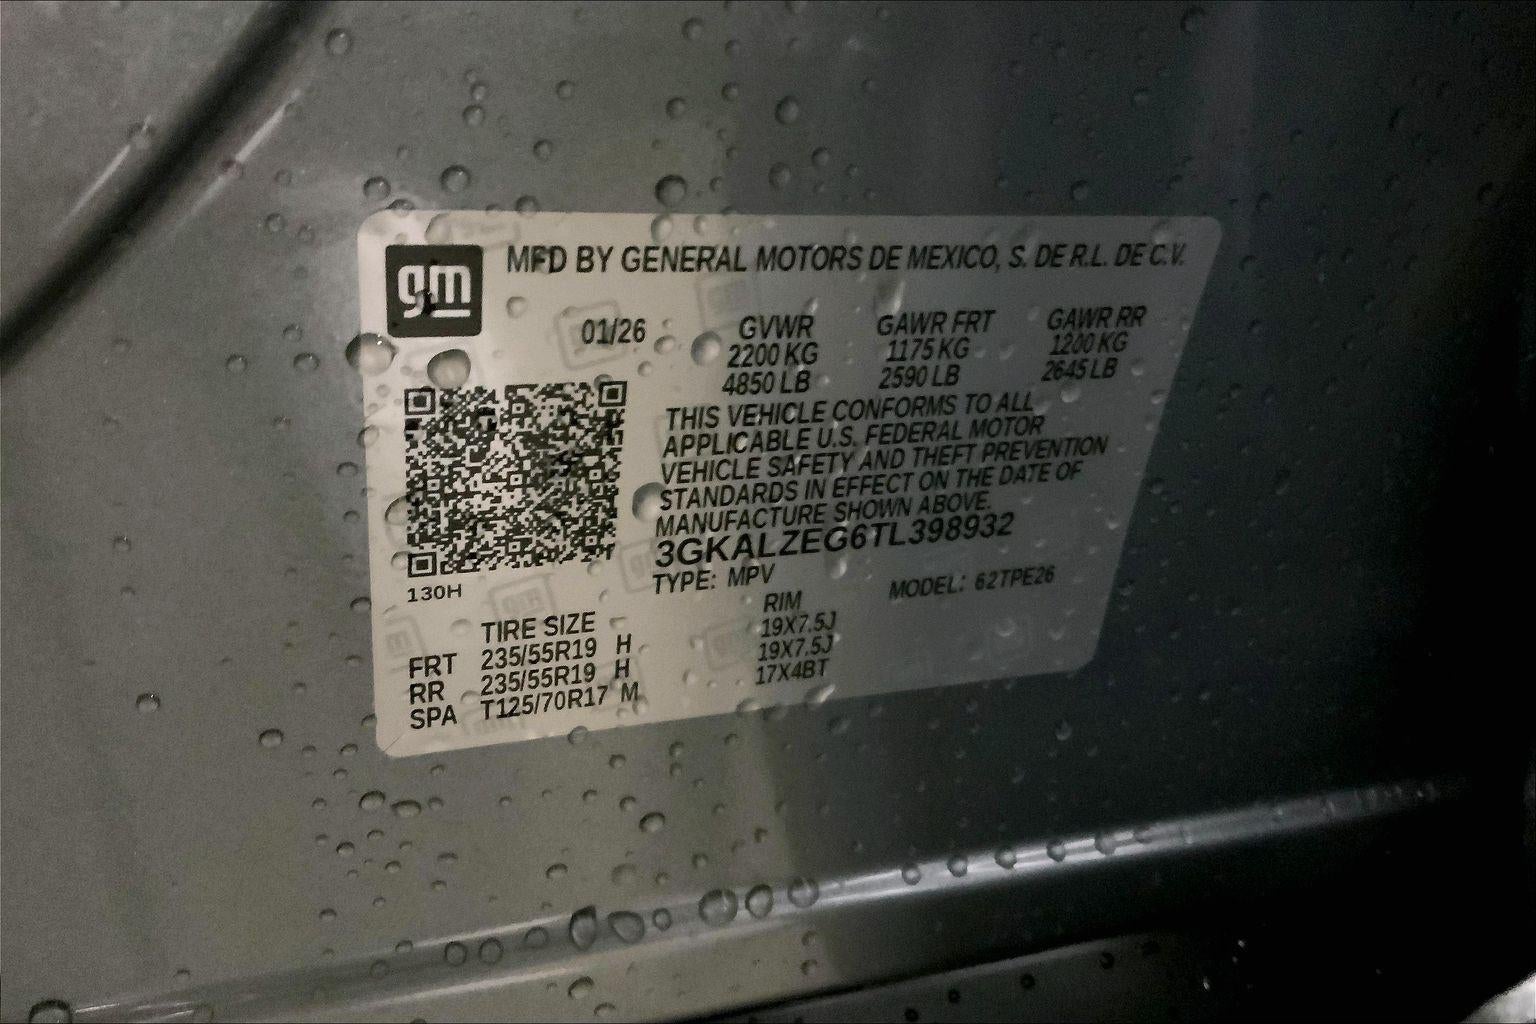 gm
MFD BY GENERAL MOTORS DE MEXICO, S. DE R.L. DE C.V.
01/26 GVWR GAWR FRT GAWR RR
2200 KG 1175 KG 1200 KG
4850 LB 2590 LB 2645 LB
THIS VEHICLE CONFORMS TO ALL
APPLICABLE U.S. FEDERAL MOTOR
VEHICLE SAFETY AND THEFT PREVENTION
STANDARDS IN EFFECT ON THE DATE OF
MANUFACTURE SHOWN ABOVE.
3GKALZEG6TL398932
TYPE: MPV MODEL: 62TPE26
130H
TIRE SIZE RIM
FRT 235/55R19 H 19X7.5J
RR 235/55R19 H 19X7.5J
SPA T125/70R17 M 17X4BT